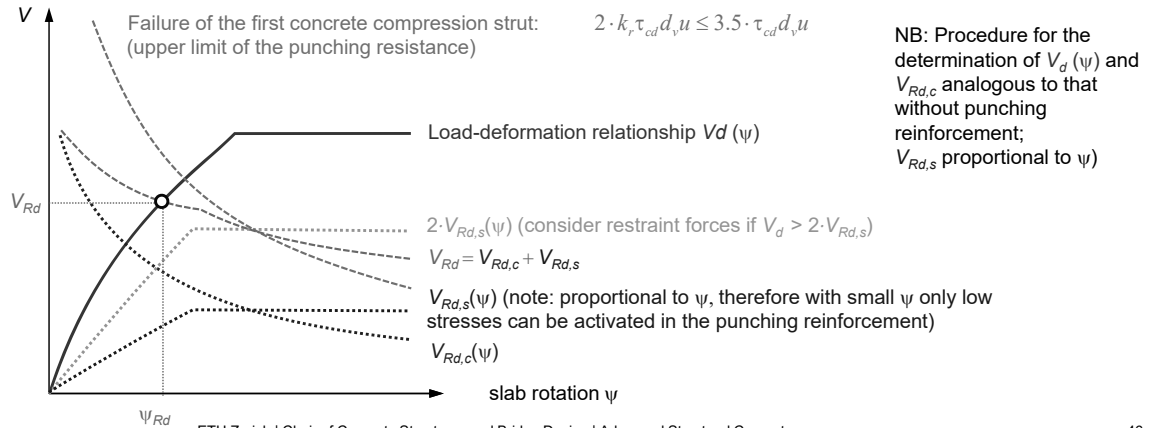 V
Failure of the first concrete compression strut: 2 · k_r τ_cd d_v u ≤ 3.5 · τ_cd d_v u
(upper limit of the punching resistance)
NB: Procedure for the
determination of V_d (ψ) and
V_Rd,c analogous to that
without punching
reinforcement;
V_Rd,s proportional to ψ)
Load-deformation relationship Vd (ψ)
V_Rd
2·V_Rd,s(ψ) (consider restraint forces if V_d > 2·V_Rd,s)
V_Rd = V_Rd,c + V_Rd,s
V_Rd,s(ψ) (note: proportional to ψ, therefore with small ψ only low
stresses can be activated in the punching reinforcement)
V_Rd,c(ψ)
slab rotation ψ
ψ_Rd